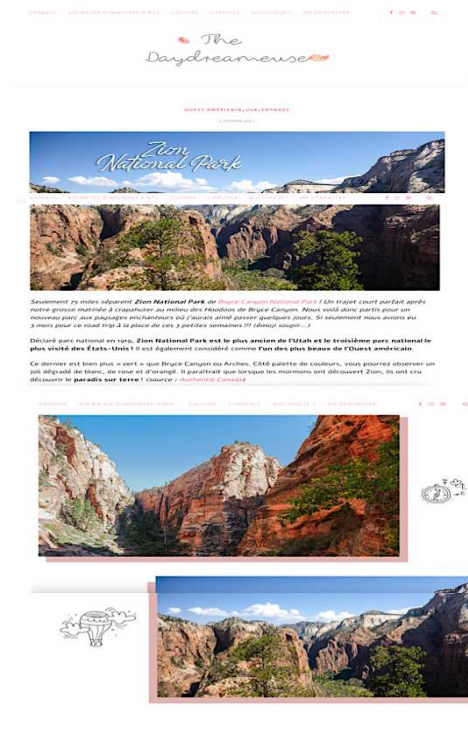 The
Daydreameuse
OUEST AMÉRICAIN, USA, VOYAGES
Zion
National Park
Seulement 75 miles séparent Zion National Park de Bryce Canyon National Park ! Un trajet court parfait après
notre grosse matinée à crapahuter au milieu des Hoodoos de Bryce Canyon. Nous voilà donc partis pour un
nouveau parc aux paysages enchanteurs où j'aurais aimé passer quelques jours. Si seulement nous avions eu
3 mois pour ce road trip à la place de ces 3 petites semaines !!! (émoji soupir...)
Déclaré parc national en 1919, Zion National Park est le plus ancien de l'Utah et le troisième parc national le
plus visité des États-Unis ! Il est également considéré comme l'un des plus beaux de l'Ouest américain.
Ce dernier est bien plus « vert » que Bryce Canyon ou Arches. Côté palette de couleurs, vous pourrez observer un
joli dégradé de blanc, de rose et d'orangé. Il paraîtrait que lorsque les mormons ont découvert Zion, ils ont cru
découvrir le paradis sur terre ! (source : Authentik Canada)